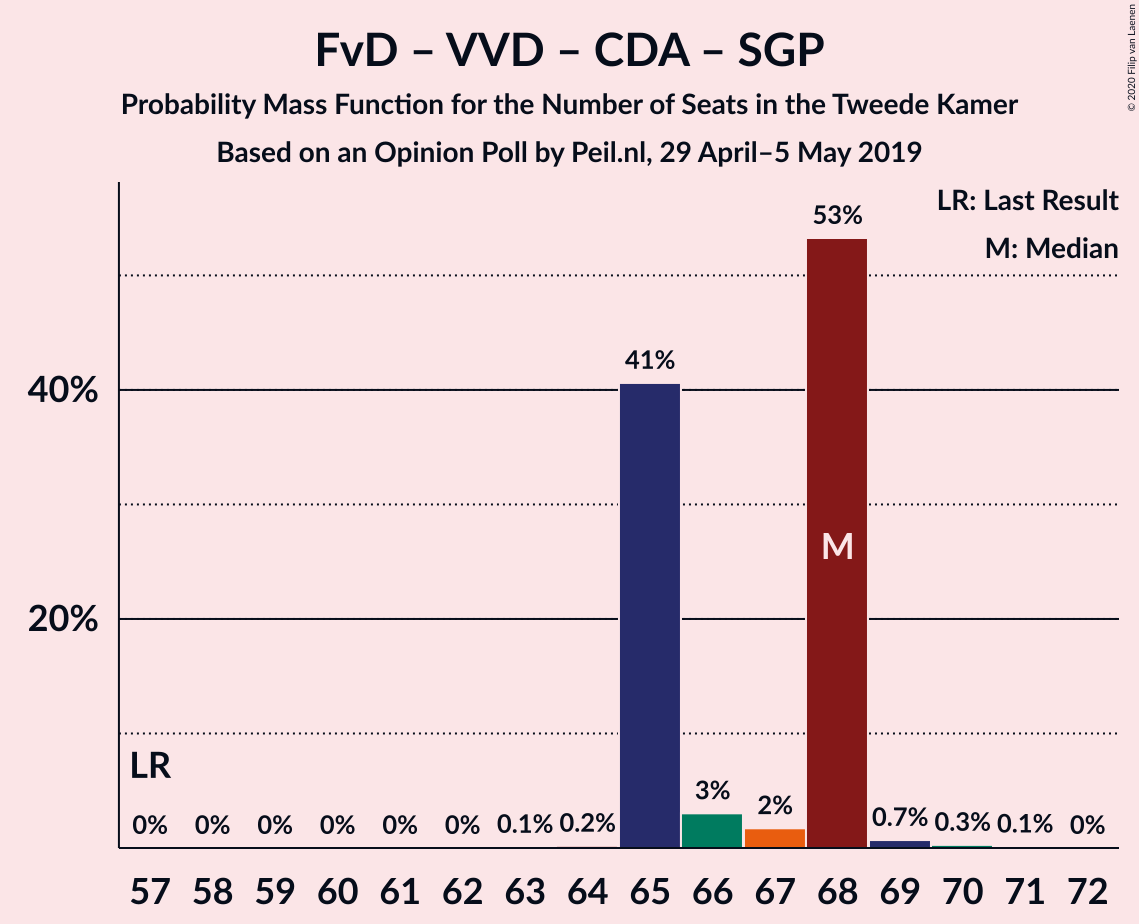 FvD – VVD – CDA – SGP
Probability Mass Function for the Number of Seats in the Tweede Kamer
Based on an Opinion Poll by Peil.nl, 29 April–5 May 2019
© 2020 Filip van Laenen
LR: Last Result
M: Median
53%
41%
40%
M
20%
LR
0% 0% 0% 0% 0% 0% 0.1% 0.2% 3% 2% 0.7% 0.3% 0.1% 0%
57 58 59 60 61 62 63 64 65 66 67 68 69 70 71 72